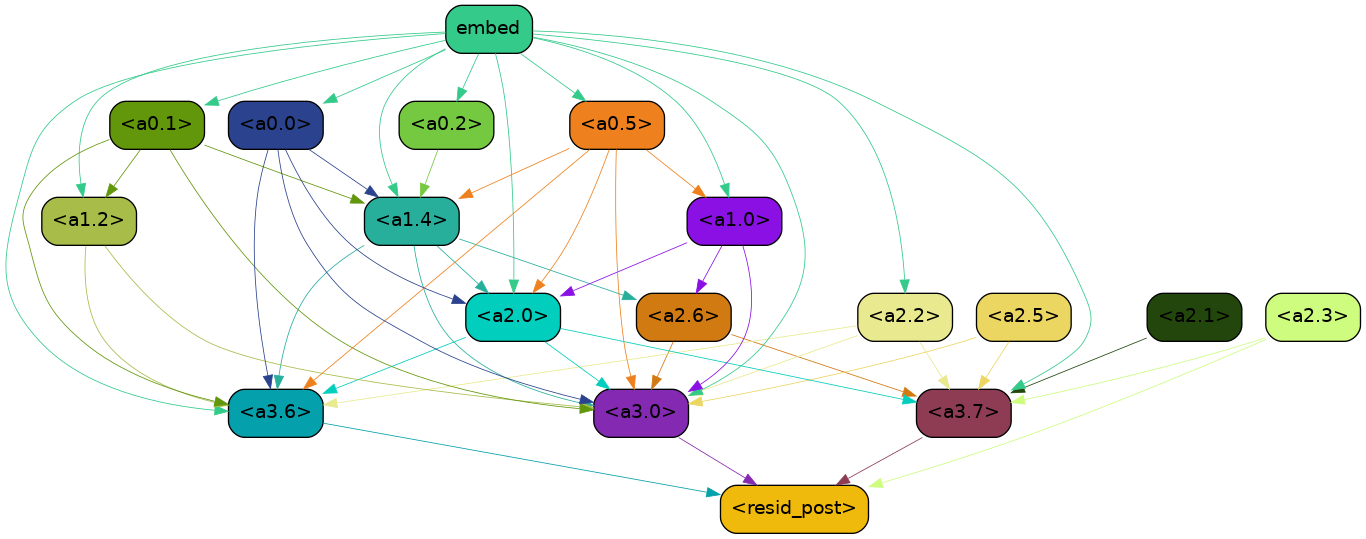 embed
<a0.1> <a0.0> <a0.2> <a0.5>
<a1.2> <a1.4> <a1.0>
<a2.0> <a2.6> <a2.2> <a2.5> <a2.1> <a2.3>
<a3.6> <a3.0> <a3.7>
<resid_post>